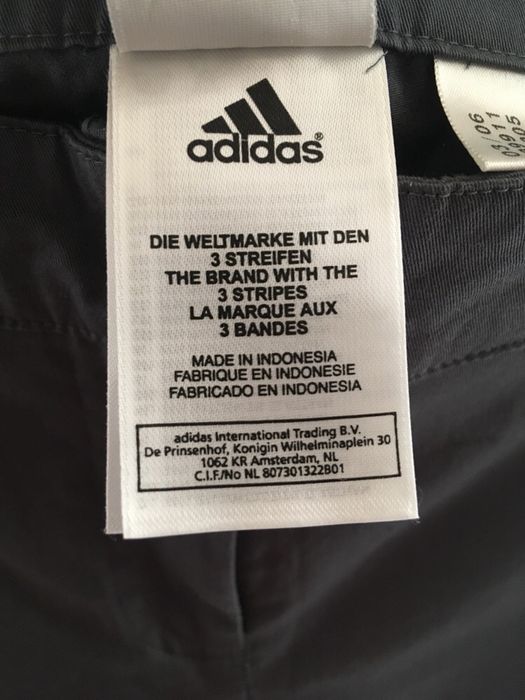 adidas®
DIE WELTMARKE MIT DEN
3 STREIFEN
THE BRAND WITH THE
3 STRIPES
LA MARQUE AUX
3 BANDES
MADE IN INDONESIA
FABRIQUE EN INDONESIE
FABRICADO EN INDONESIA
adidas International Trading B.V.
De Prinsenhof, Konigin Wilhelminaplein 30
1062 KR Amsterdam, NL
C.I.F./No NL 807301322B01